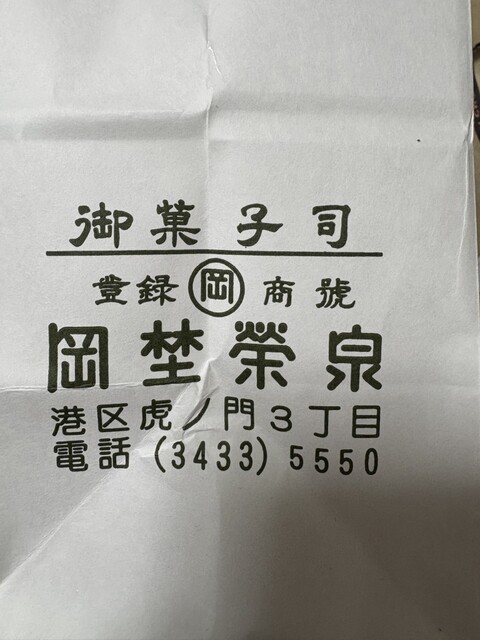 御菓子司
登録 岡 商號
岡埜榮泉
港区虎ノ門3丁目
電話 (3433) 5550